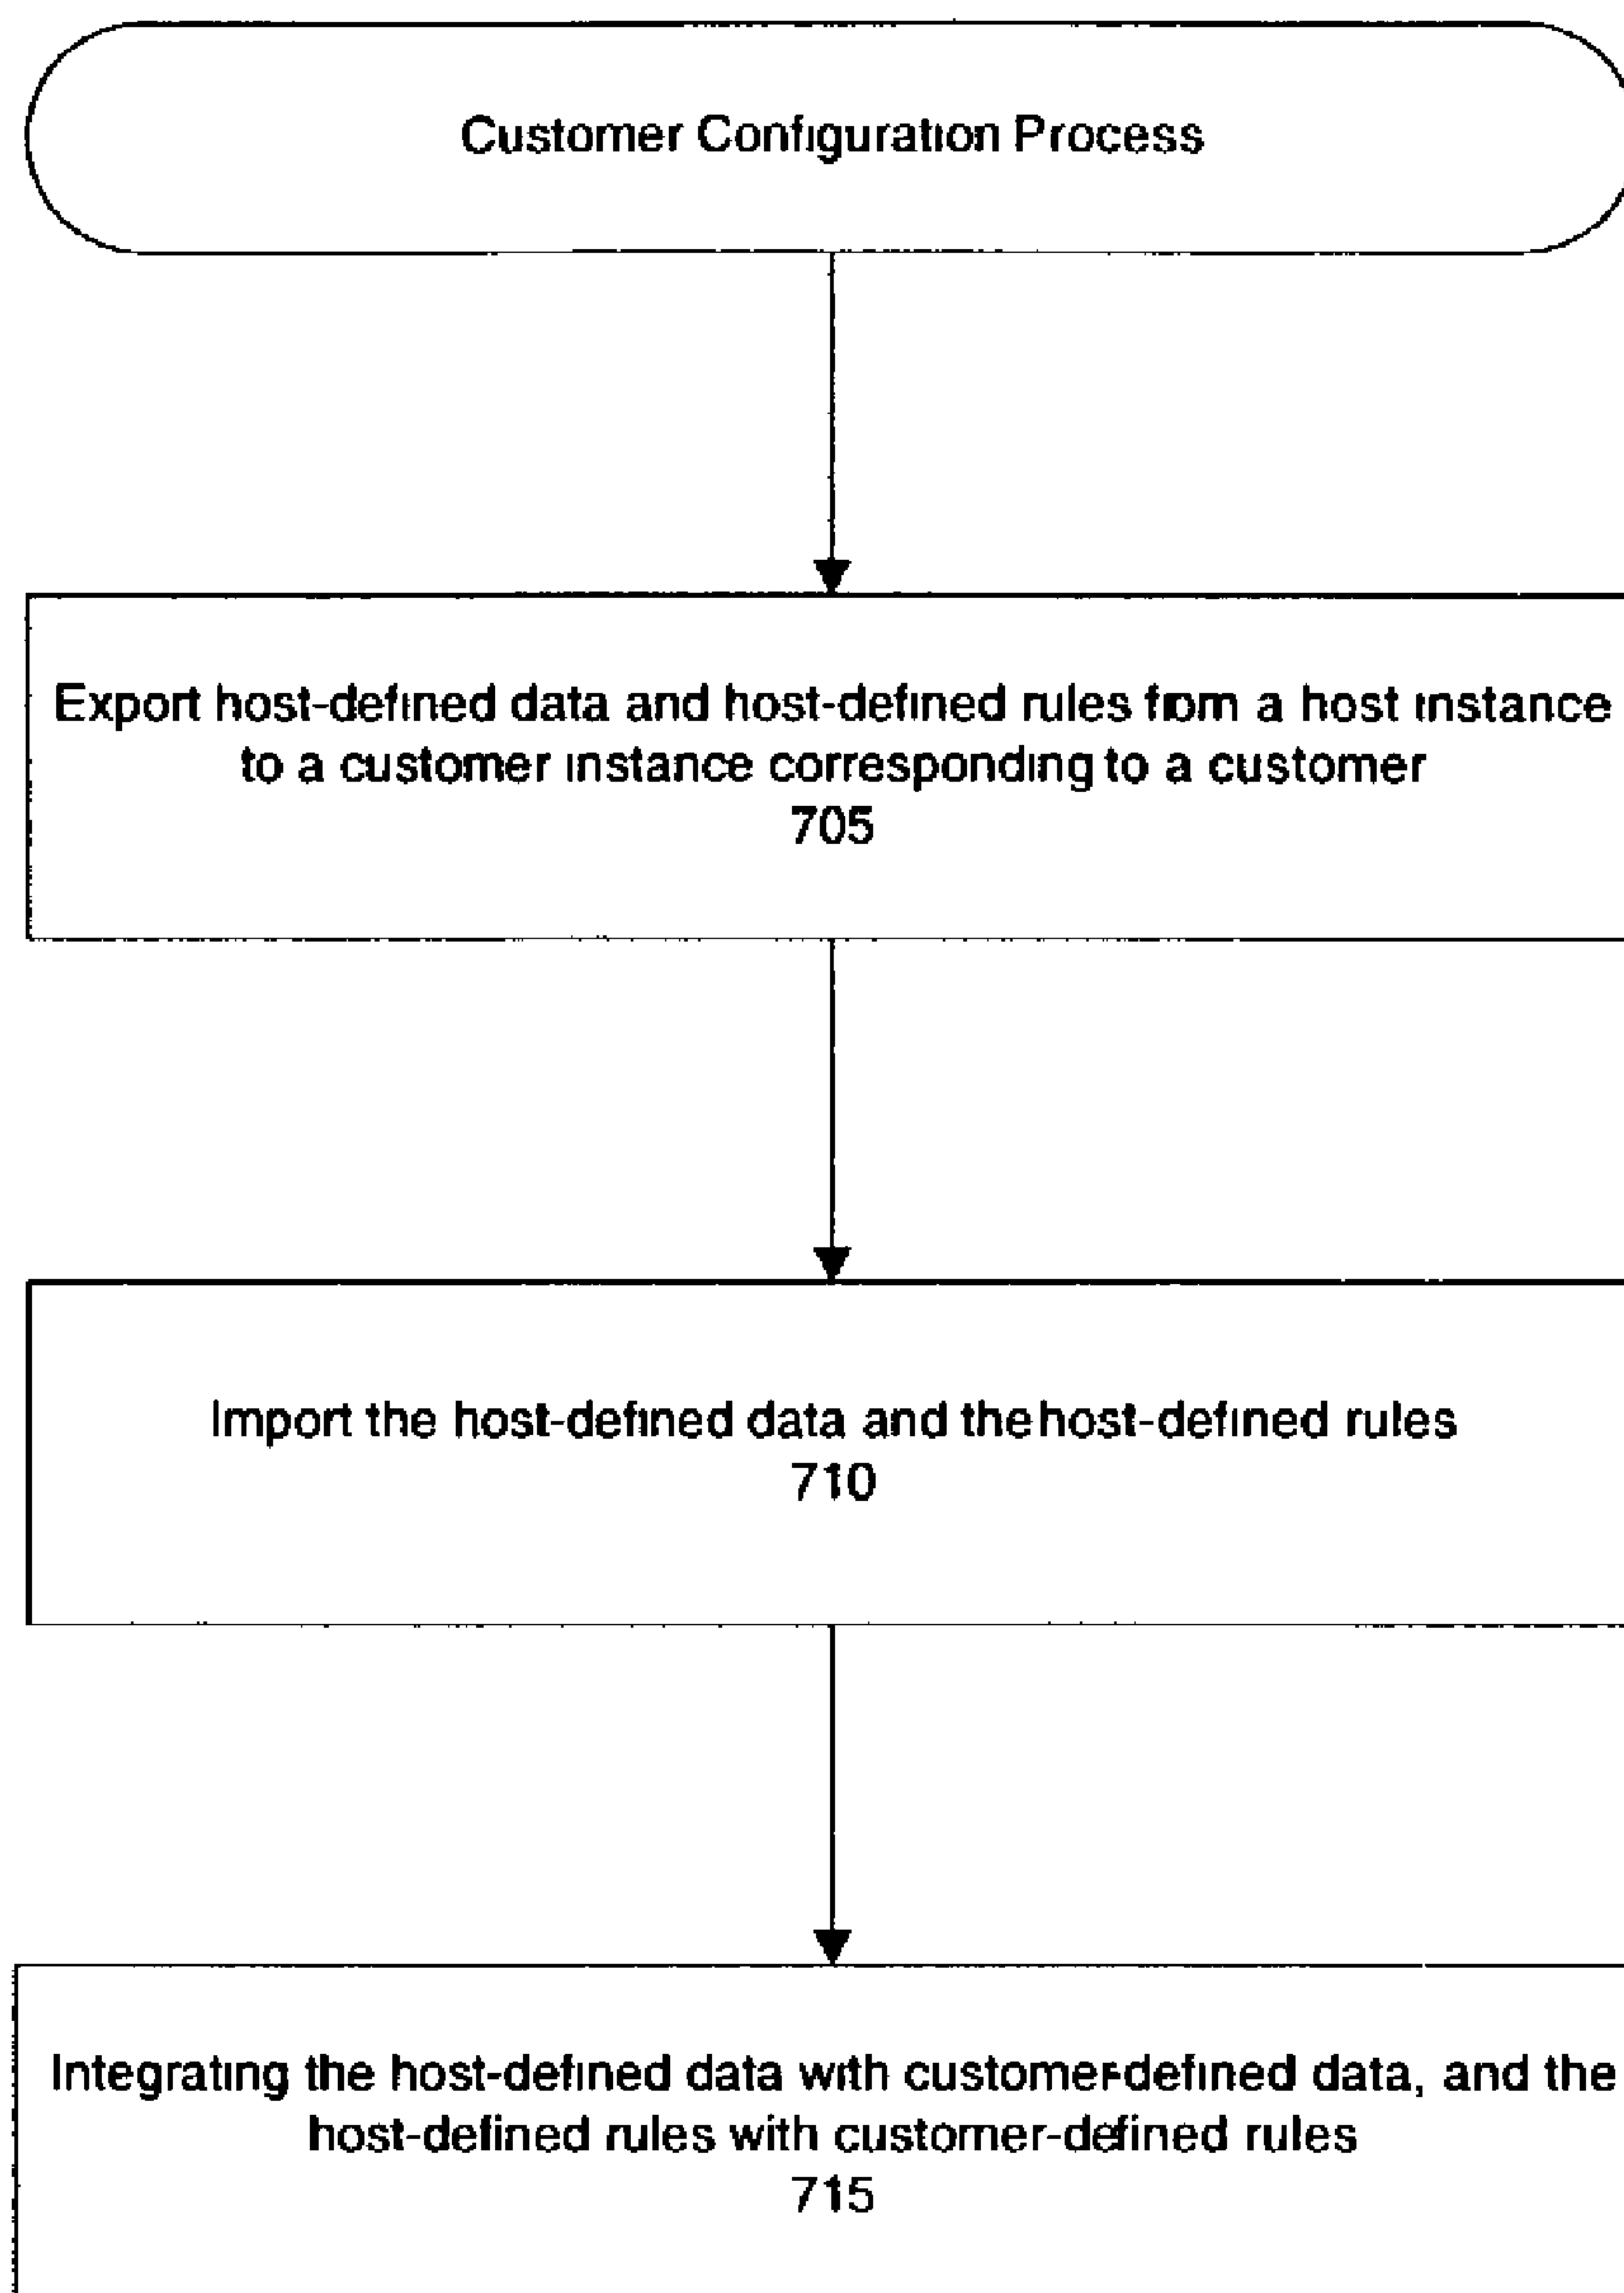 Customer Configuration Process
Export host-defined data and host-defined rules from a host instance
to a customer instance corresponding to a customer
705
Import the host-defined data and the host-defined rules
710
Integrating the host-defined data with customer-defined data, and the
host-defined rules with customer-defined rules
715